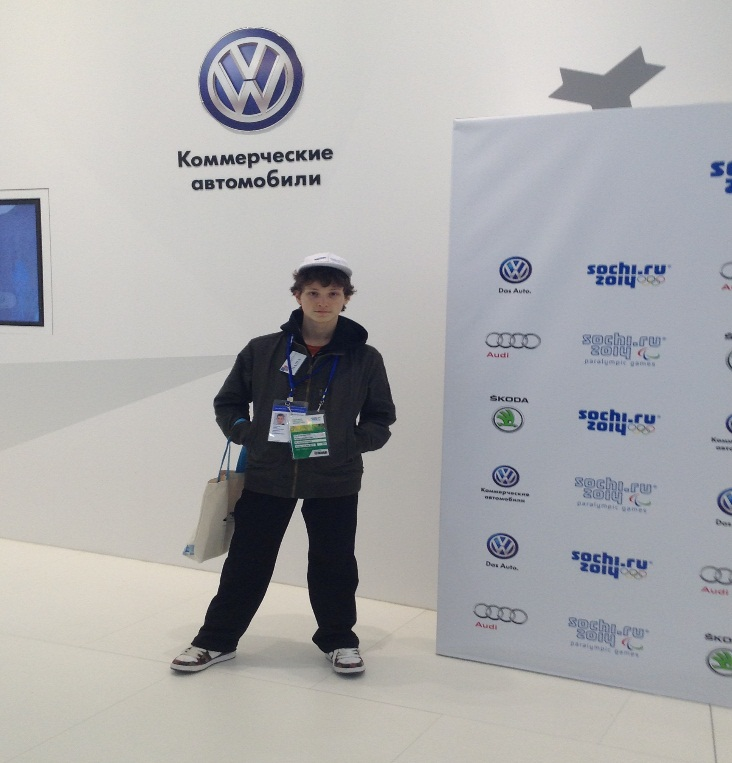 Коммерческие
автомобили
Das Auto.
sochi.ru
2014
Audi
sochi.ru
2014
paralympic games
ŠKODA
sochi.ru
2014
Коммерческие
автомобили
sochi.ru
2014
paralympic games
Das Auto.
sochi.ru
2014
Audi
Audi
sochi.ru
2014
paralympic games